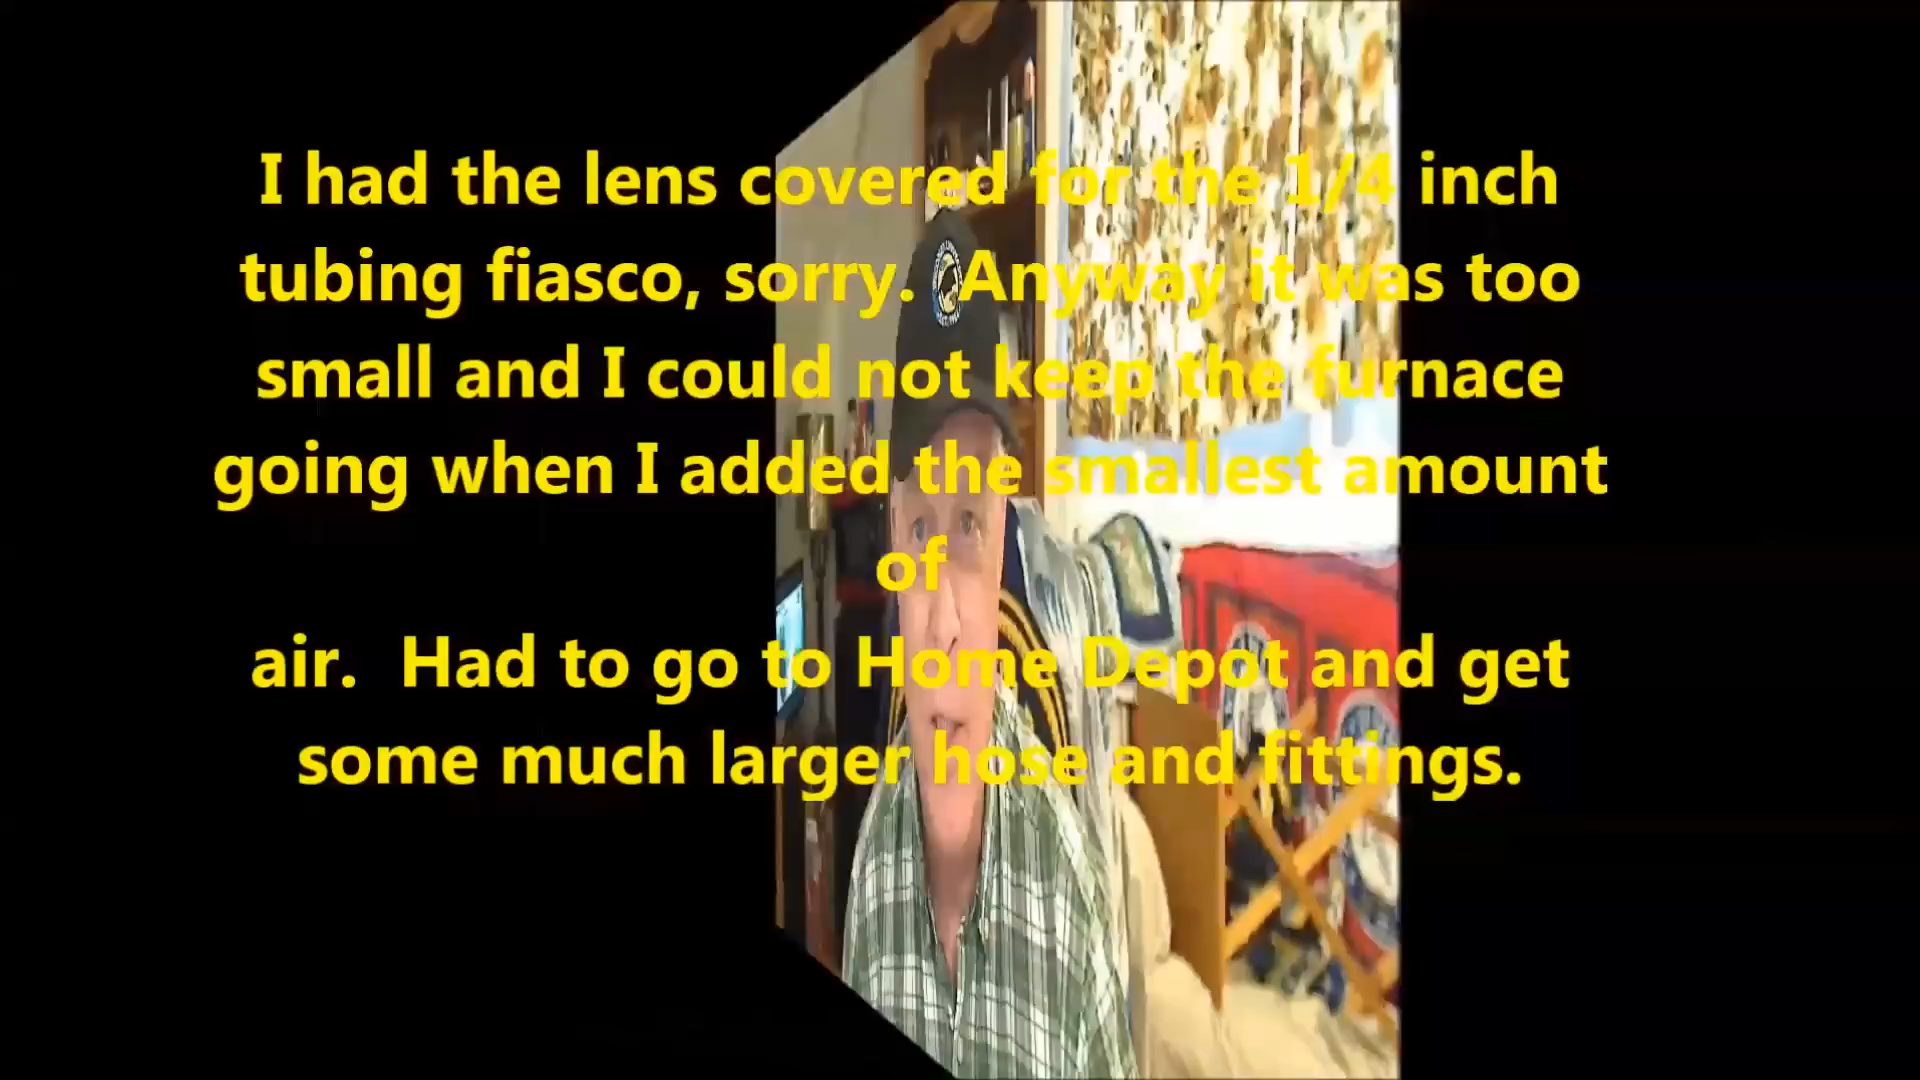 I had the lens covered for the 1/4 inch
tubing fiasco, sorry.  Anyway it was too
small and I could not keep the furnace
going when I added the smallest amount
of
air.  Had to go to Home Depot and get
some much larger hose and fittings.